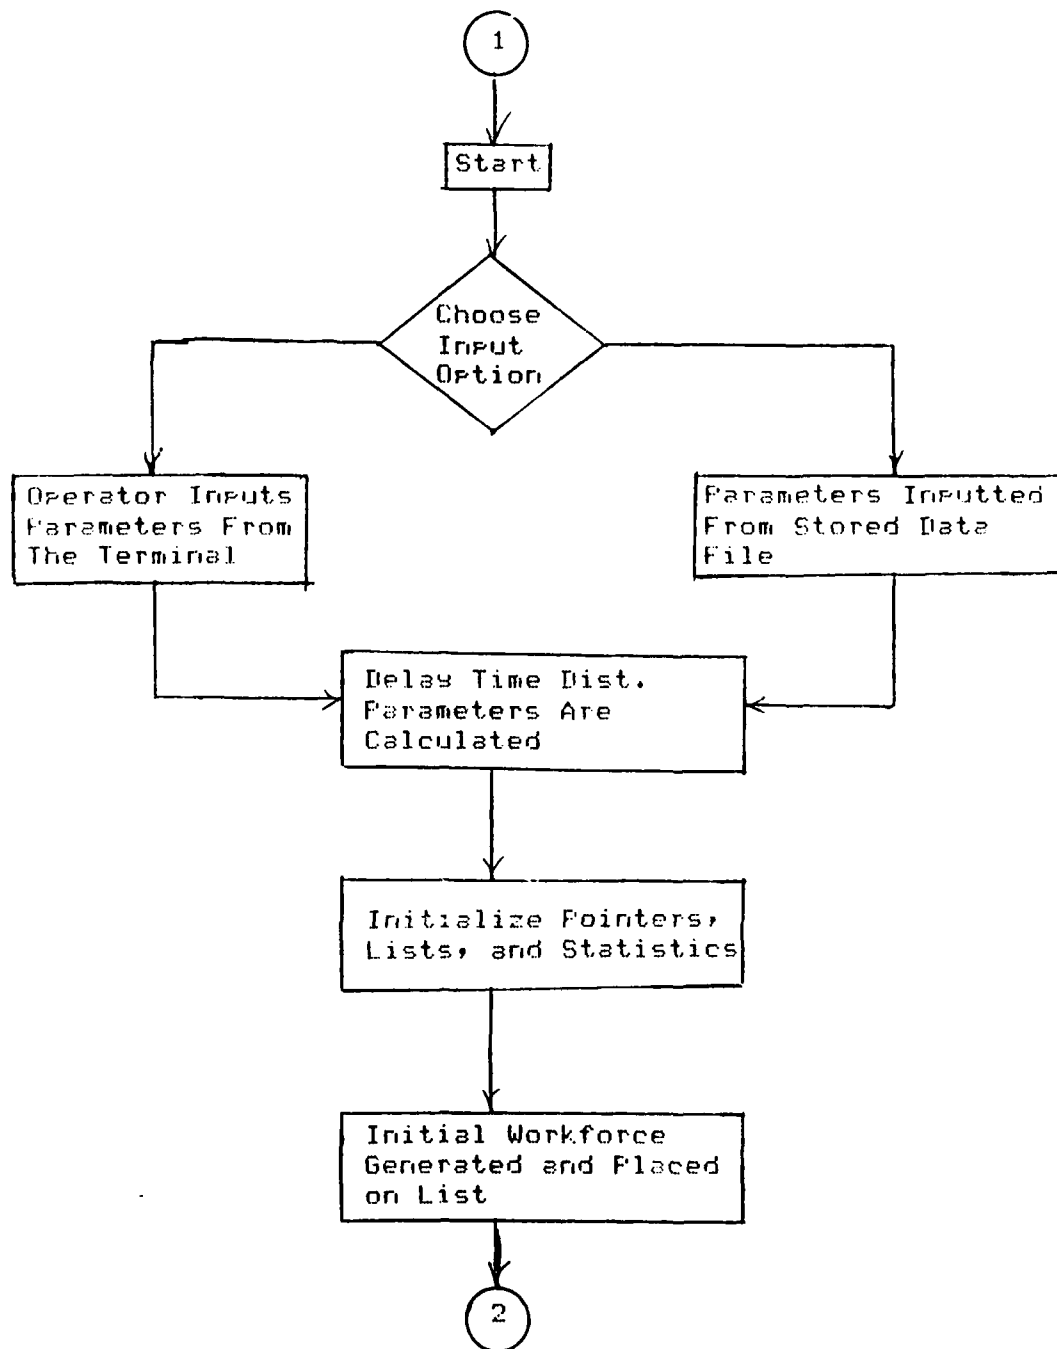 1
Start
Choose
Input
Option
Operator Inputs
Parameters From
The Terminal
Parameters Inputted
From Stored Data
File
Delay Time Dist.
Parameters Are
Calculated
Initialize Pointers,
Lists, and Statistics
Initial Workforce
Generated and Placed
on List
2